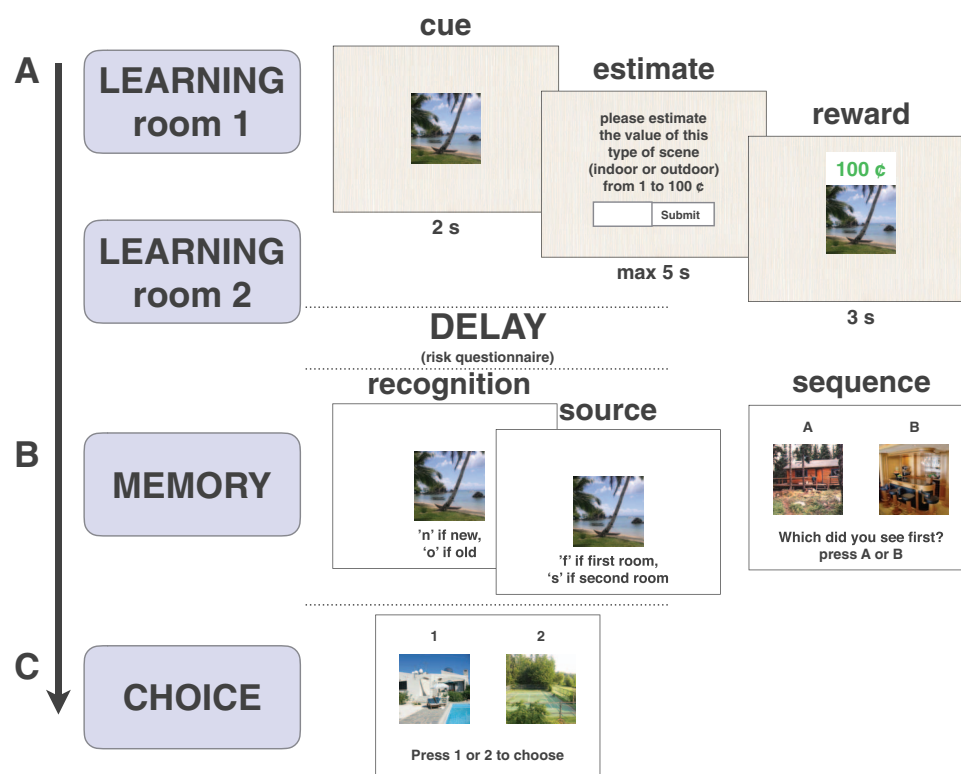 A
LEARNING
room 1
cue
2 s
estimate
please estimate
the value of this
type of scene
(indoor or outdoor)
from 1 to 100 ¢
Submit
max 5 s
reward
100 ¢
3 s
LEARNING
room 2
DELAY
(risk questionnaire)
B
MEMORY
recognition
'n' if new,
‘o’ if old
source
’f’ if first room,
‘s’ if second room
sequence
A
B
Which did you see first?
press A or B
C
CHOICE
1
2
Press 1 or 2 to choose